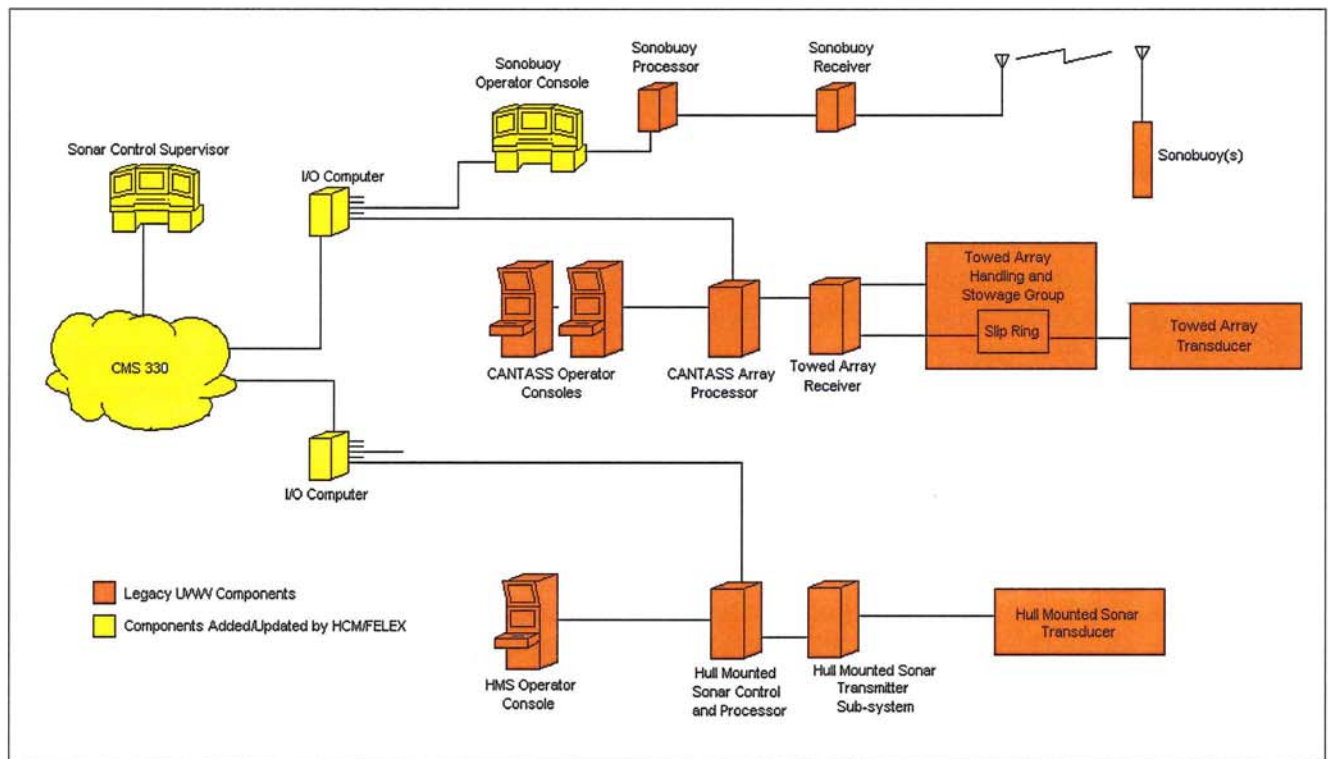 Sonobuoy
Processor
Sonobuoy
Receiver
Sonobuoy
Operator Console
Sonar Control Supervisor
I/O Computer
Sonobuoy(s)
Towed Array
Handling and
Stowage Group
Slip Ring
Towed Array
Transducer
CMS 330
CANTASS Operator
Consoles
CANTASS Array
Processor
Towed Array
Receiver
I/O Computer
Legacy UWW Components
Components Added/Updated by HCM/FELEX
HMS Operator
Console
Hull Mounted
Sonar Control
and Processor
Hull Mounted Sonar
Transmitter
Sub-system
Hull Mounted Sonar
Transducer